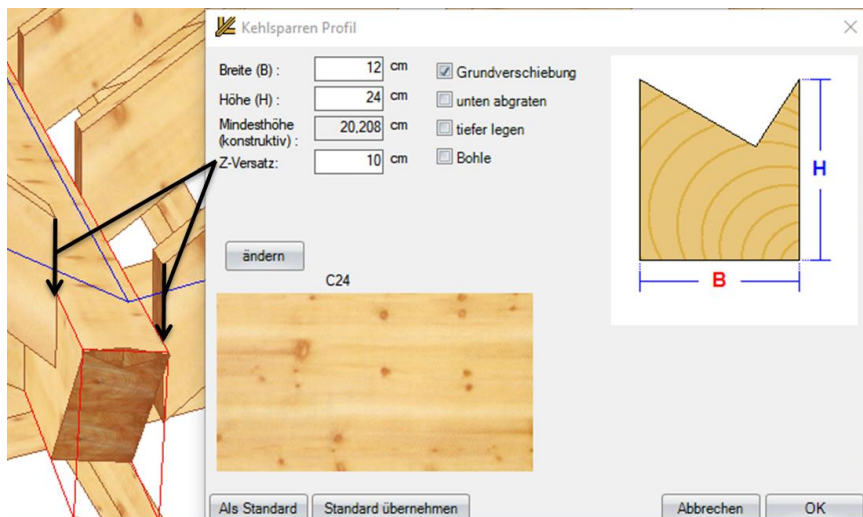 Kehlsparren Profil
Breite (B) : 12 cm
Höhe (H) : 24 cm
Mindesthöhe
(konstruktiv) : 20,208 cm
Z-Versatz: 10 cm
Grundverschiebung
unten abgraten
tiefer legen
Bohle
H
B
ändern
C24
Als Standard
Standard übernehmen
Abbrechen
OK